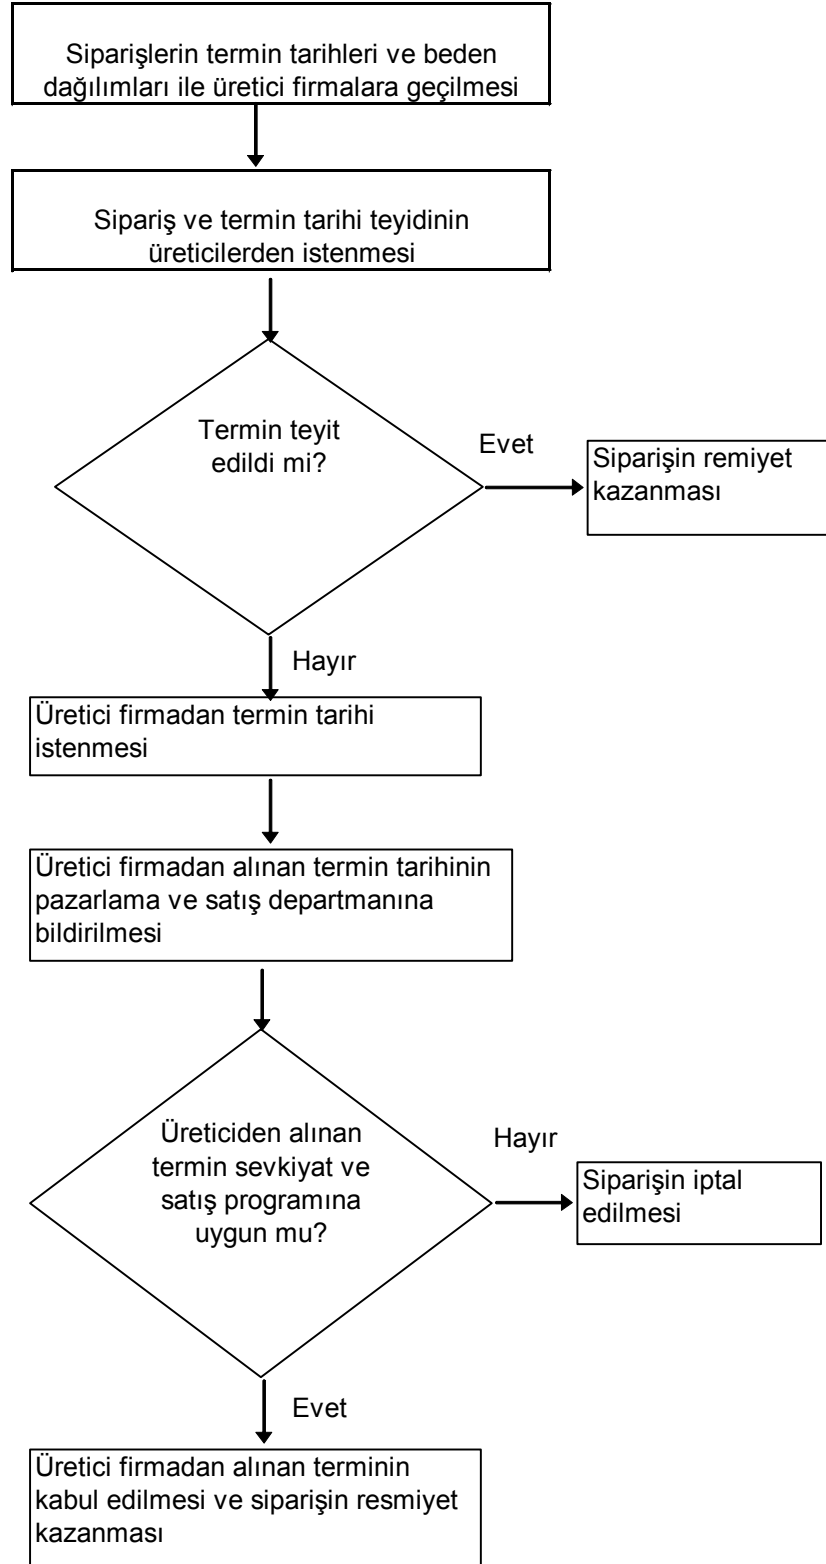 Siparişlerin termin tarihleri ve beden
dağılımları ile üretici firmalara geçilmesi
Sipariş ve termin tarihi teyidinin
üreticilerden istenmesi
Termin teyit
edildi mi?
Evet
Siparişin remiyet
kazanması
Hayır
Üretici firmadan termin tarihi
istenmesi
Üretici firmadan alınan termin tarihinin
pazarlama ve satış departmanına
bildirilmesi
Üreticiden alınan
termin sevkiyat ve
satış programına
uygun mu?
Hayır
Siparişin iptal
edilmesi
Evet
Üretici firmadan alınan terminin
kabul edilmesi ve siparişin resmiyet
kazanması